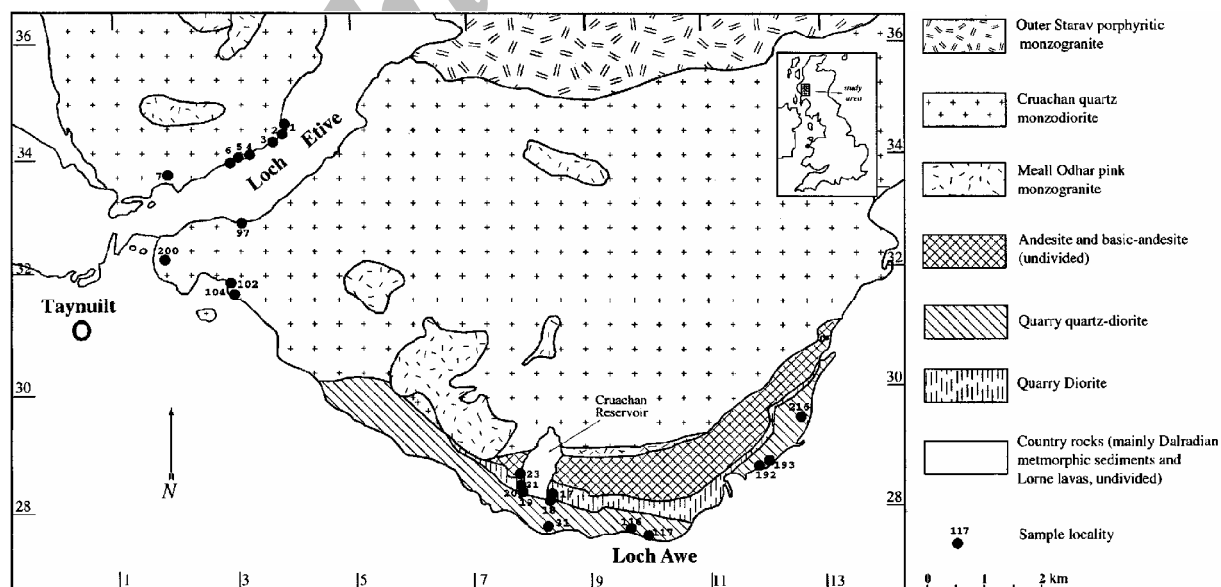 36
34
32
30
28
36
34
32
30
28
1
3
5
7
9
11
13
Loch Etive
1
2
3
4
5
6
7
97
200
102
104
Taynuilt
N
study
area
Cruachan
Reservoir
23
21
20
19
17
18
31
116
117
192
193
216
Loch Awe
Outer Starav porphyritic
monzogranite
Cruachan quartz
monzodiorite
Meall Odhar pink
monzogranite
Andesite and basic-andesite
(undivided)
Quarry quartz-diorite
Quarry Diorite
Country rocks (mainly Dalradian
metmorphic sediments and
Lorne lavas, undivided)
117
Sample locality
0 1 2 km